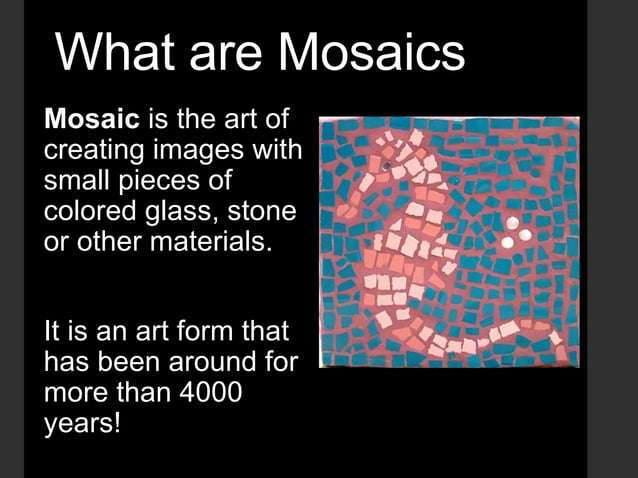 What are Mosaics
Mosaic is the art of
creating images with
small pieces of
colored glass, stone
or other materials.
It is an art form that
has been around for
more than 4000
years!